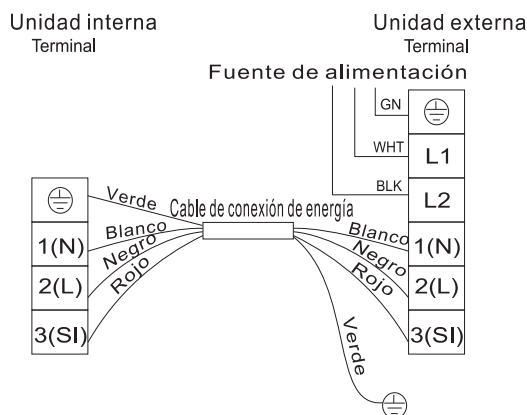 Unidad interna
Terminal
Unidad externa
Terminal
Fuente de alimentación
GN
WHT
L1
BLK
L2
Verde
Cable de conexión de energía
1(N)
Blanco
Blanco
1(N)
2(L)
Negro
Negro
2(L)
3(SI)
Rojo
Rojo
3(SI)
Verde